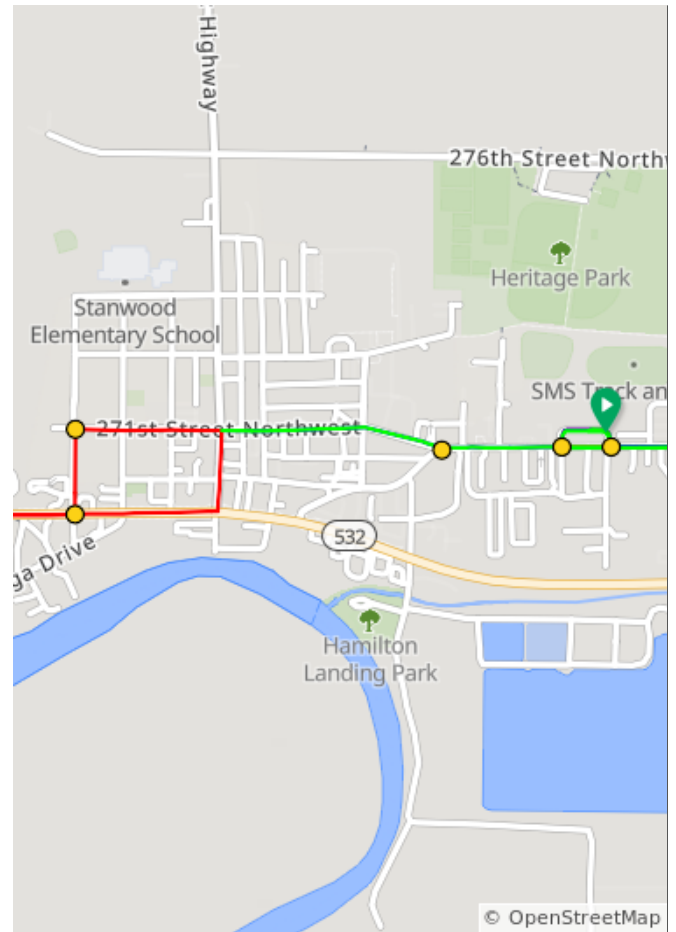 Highway
276th Street Northw
Heritage Park
Stanwood
Elementary School
SMS Track an
271st Street Northwest
532
ga Drive
Hamilton
Landing Park
© OpenStreetMap